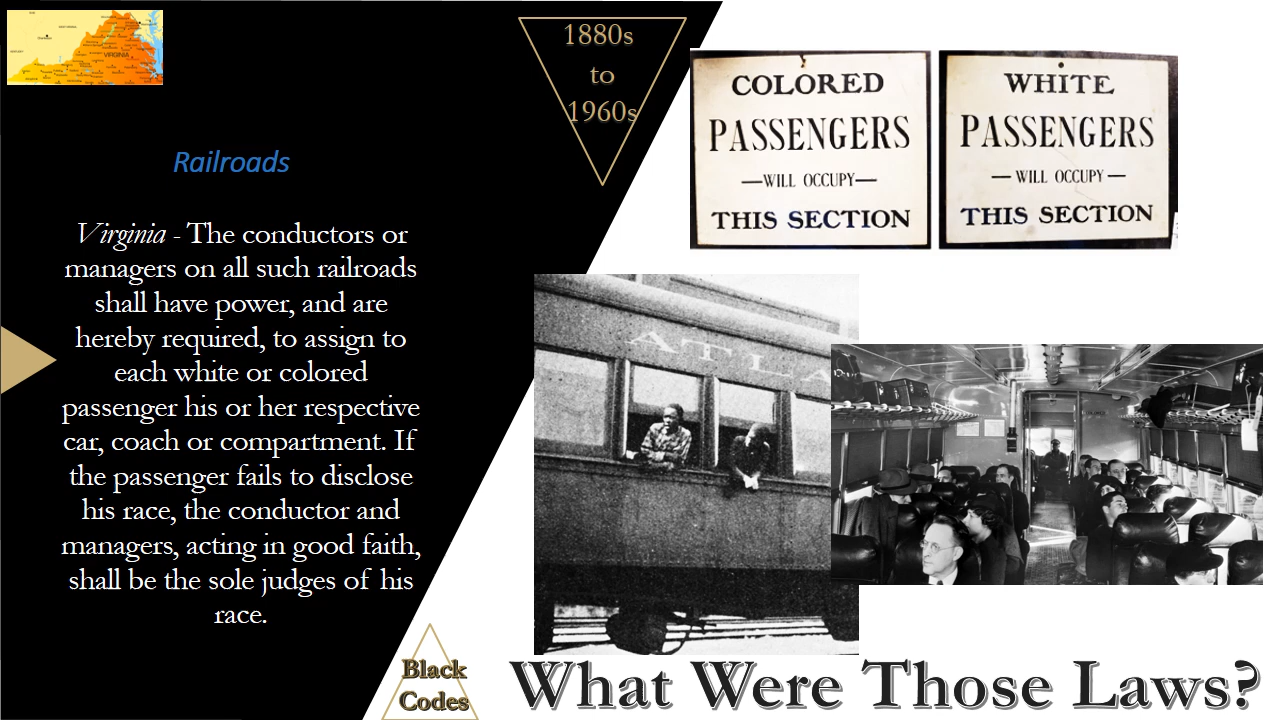 VIRGINIA
1880s
to
1960s
Railroads
Virginia - The conductors or
managers on all such railroads
shall have power, and are
hereby required, to assign to
each white or colored
passenger his or her respective
car, coach or compartment. If
the passenger fails to disclose
his race, the conductor and
managers, acting in good faith,
shall be the sole judges of his
race.
Black
Codes
COLORED
PASSENGERS
—WILL OCCUPY—
THIS SECTION
WHITE
PASSENGERS
— WILL OCCUPY —
THIS SECTION
ATLA
What Were Those Laws?